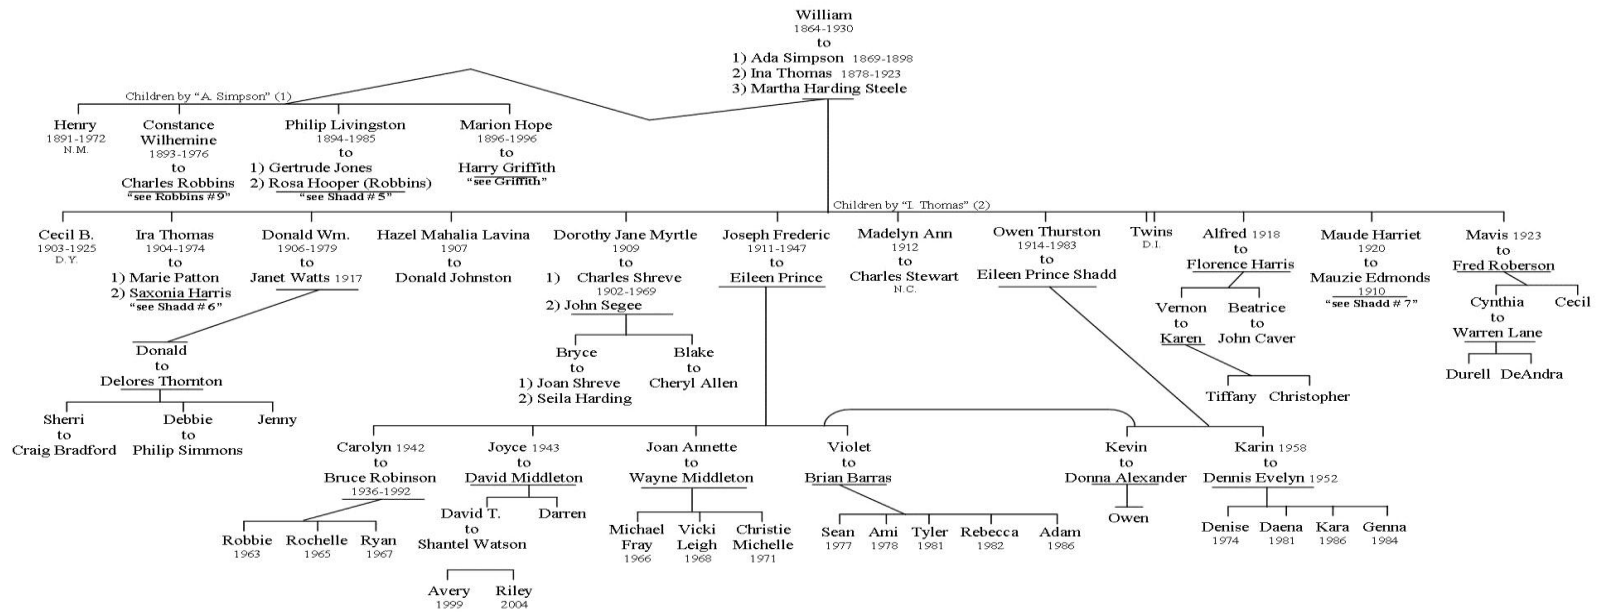 William
1864-1930
to
1) Ada Simpson 1869-1898
2) Ina Thomas 1878-1923
3) Martha Harding Steele
Children by "A. Simpson" (1)
Henry
1891-1972
N.M.
Constance
Wilhemine
1893-1976
to
Charles Robbins
"see Robbins #9"
Philip Livingston
1894-1985
to
1) Gertrude Jones
2) Rosa Hooper (Robbins)
"see Shadd #5"
Marion Hope
1896-1996
to
Harry Griffith
"see Griffith"
Children by "I. Thomas" (2)
Cecil B.
1903-1925
D.Y.
Ira Thomas
1904-1974
to
1) Marie Patton
2) Saxonia Harris
"see Shadd #6"
Donald Wm.
1906-1979
to
Janet Watts 1917
Hazel Mahalia Lavina
1907
to
Donald Johnston
Dorothy Jane Myrtle
1909
to
1) Charles Shreve
1902-1969
2) John Segee
Joseph Frederic
1911-1947
to
Eileen Prince
Madelyn Ann
1912
to
Charles Stewart
N.C.
Owen Thurston
1914-1983
to
Eileen Prince Shadd
Twins
D.I.
Alfred 1918
to
Florence Harris
Maude Harriet
1920
to
Mauzie Edmonds
1910
"see Shadd #7"
Mavis 1923
to
Fred Roberson
Vernon
to
Karen
Beatrice
to
John Caver
Cynthia
to
Warren Lane
Cecil
Donald
to
Delores Thornton
Bryce
to
1) Joan Shreve
2) Seila Harding
Blake
to
Cheryl Allen
Tiffany
Christopher
Durell
DeAndra
Sherri
to
Craig Bradford
Debbie
to
Philip Simmons
Jenny
Carolyn 1942
to
Bruce Robinson
1936-1992
Joyce 1943
to
David Middleton
Joan Annette
to
Wayne Middleton
Violet
to
Brian Barras
Kevin
to
Donna Alexander
Karin 1958
to
Dennis Evelyn 1952
Robbie
1963
Rochelle
1965
Ryan
1967
David T.
to
Shantel Watson
Darren
Michael
Fray
1966
Vicki
Leigh
1968
Christie
Michelle
1971
Sean
1977
Ami
1978
Tyler
1981
Rebecca
1982
Adam
1986
Owen
Denise
1974
Daena
1981
Kara
1986
Genna
1984
Avery
1999
Riley
2004